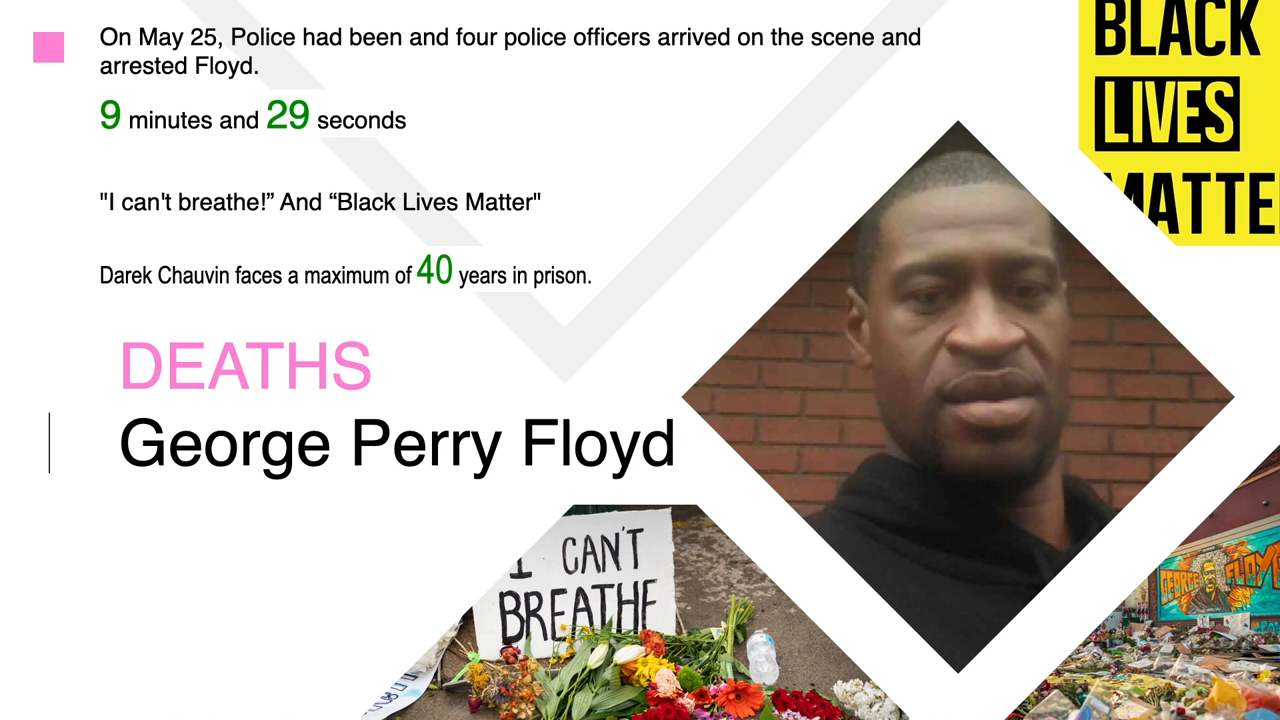 On May 25, Police had been and four police officers arrived on the scene and
arrested Floyd.
9 minutes and 29 seconds
"I can't breathe!” And “Black Lives Matter"
Darek Chauvin faces a maximum of 40 years in prison.
DEATHS
George Perry Floyd
BLACK
LIVES
MATTE
I CAN'T
BREATHE
GEORGE FLOYD